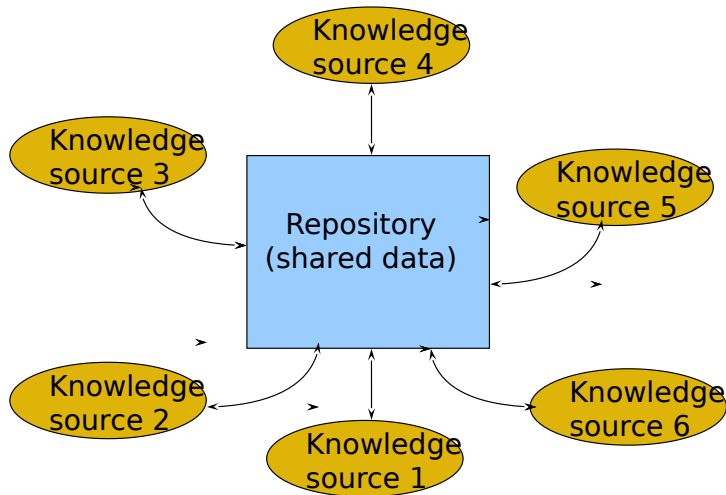 Knowledge
source 4
Knowledge
source 3
Knowledge
source 5
Repository
(shared data)
Knowledge
source 2
Knowledge
source 6
Knowledge
source 1